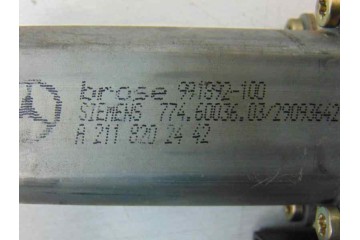 brose 991892-100
SIEMENS 774.60036.03/29093642
A 211 820 24 42